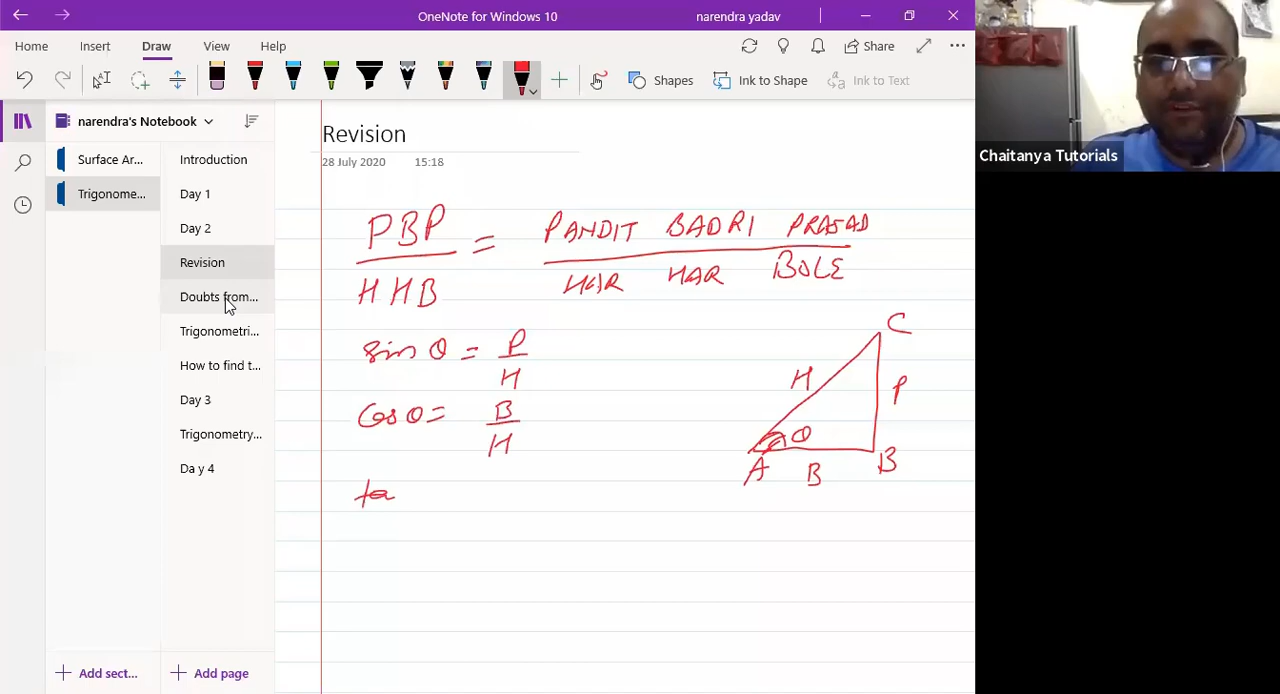 OneNote for Windows 10
narendra yadav
Home Insert Draw View Help
Share
Shapes
Ink to Shape
Ink to Text
narendra's Notebook
Surface Ar...
Trigonome...
Introduction
Day 1
Day 2
Revision
Doubts from...
Trigonometri...
How to find t...
Day 3
Trigonometry,...
Da y 4
Add sect...
Add page
Revision
28 July 2020 15:18
PBP = PANDIT BADRI PRASAD
HHB HAR HAR BOLE
sin θ = P
H
Cos θ = B
H
ta
C
H
P
θ
A B B
Chaitanya Tutorials